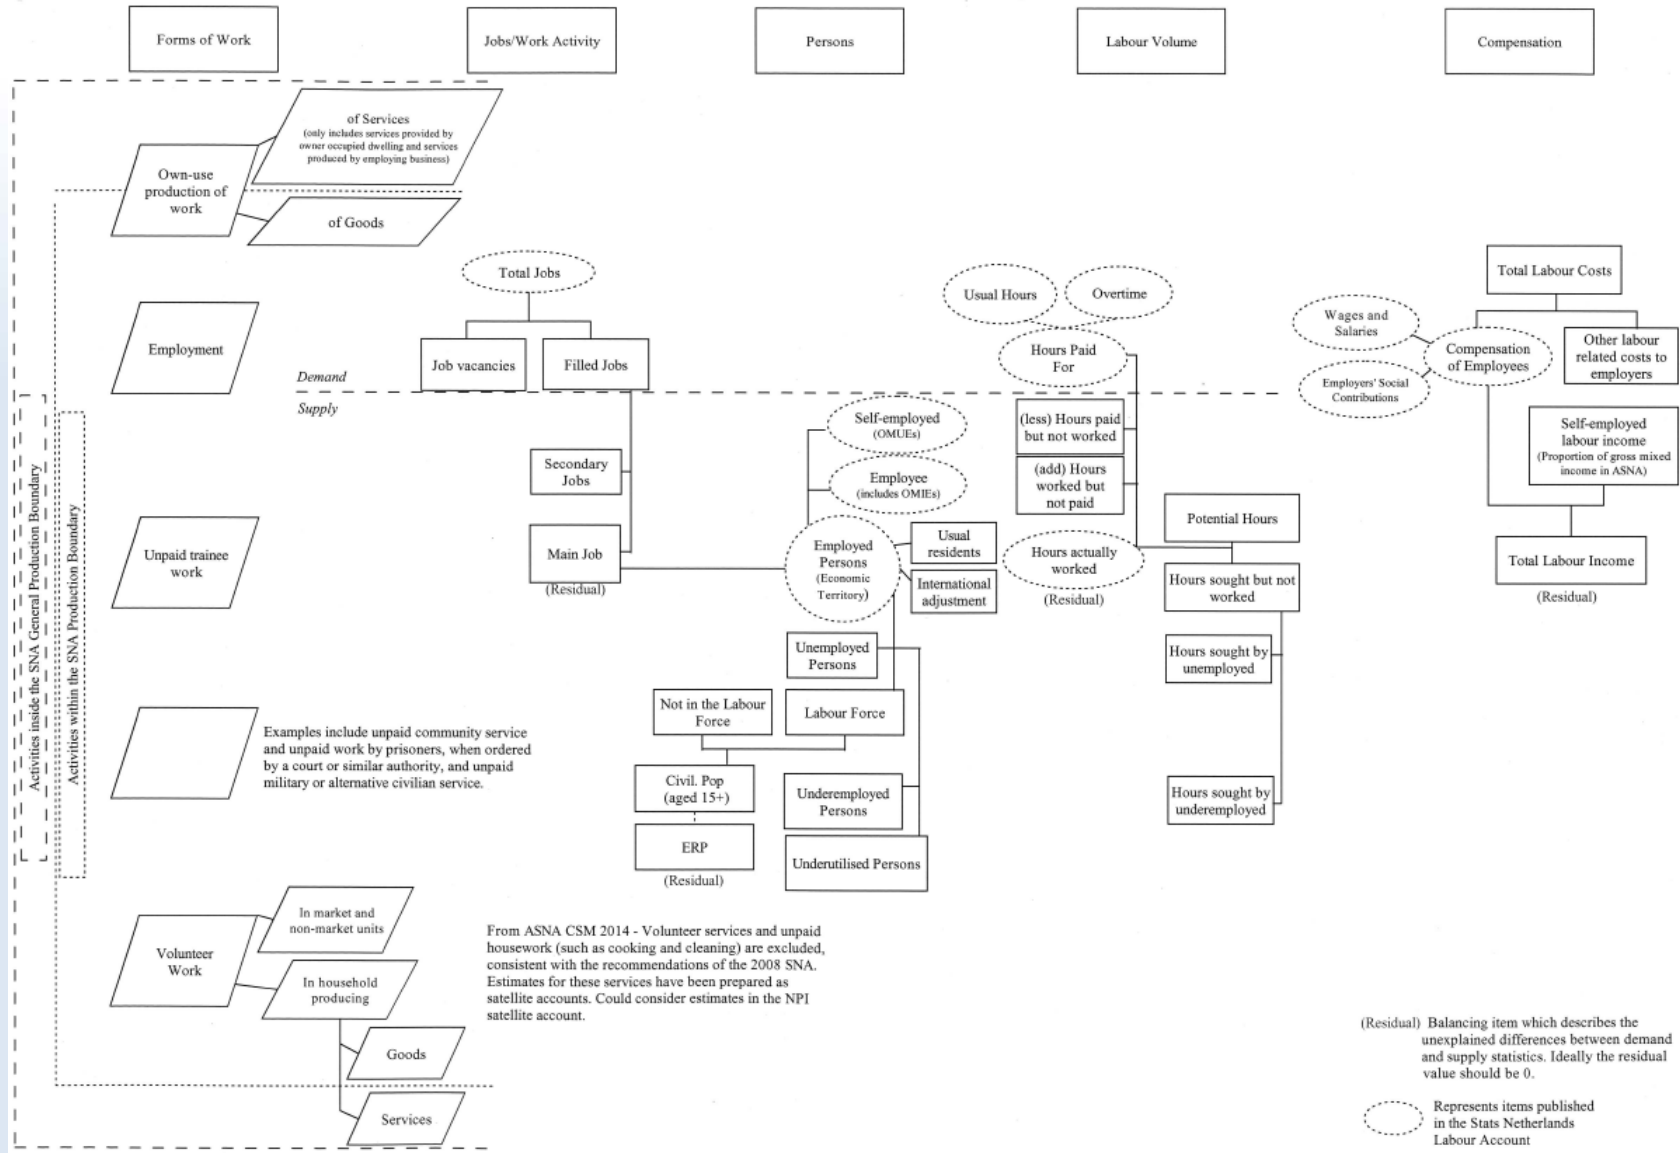 Forms of Work
Jobs/Work Activity
Persons
Labour Volume
Compensation
of Services
(only includes services provided by
owner occupied dwelling and services
produced by employing business)
Own-use
production of
work
of Goods
Total Jobs
Job vacancies
Filled Jobs
Employment
Demand
Supply
Usual Hours
Overtime
Hours Paid
For
Total Labour Costs
Wages and
Salaries
Compensation
of Employees
Other labour
related costs to
employers
Employers' Social
Contributions
Self-employed
(OMUEs)
Employee
(includes OMIEs)
(less) Hours paid
but not worked
(add) Hours
worked but
not paid
Self-employed
labour income
(Proportion of gross mixed
income in ASNA)
Secondary
Jobs
Main Job
(Residual)
Employed
Persons
(Economic
Territory)
Usual
residents
International
adjustment
Hours actually
worked
(Residual)
Potential Hours
Hours sought but not
worked
Hours sought by
unemployed
Hours sought by
underemployed
Total Labour Income
(Residual)
Unpaid trainee
work
Activities inside the SNA General Production Boundary
Activities within the SNA Production Boundary
Unemployed
Persons
Not in the Labour
Force
Labour Force
Civil. Pop
(aged 15+)
ERP
(Residual)
Underemployed
Persons
Underutilised Persons
Examples include unpaid community service
and unpaid work by prisoners, when ordered
by a court or similar authority, and unpaid
military or alternative civilian service.
Volunteer
Work
In market and
non-market units
In household
producing
Goods
Services
From ASNA CSM 2014 - Volunteer services and unpaid
housework (such as cooking and cleaning) are excluded,
consistent with the recommendations of the 2008 SNA.
Estimates for these services have been prepared as
satellite accounts. Could consider estimates in the NPI
satellite account.
(Residual) Balancing item which describes the
unexplained differences between demand
and supply statistics. Ideally the residual
value should be 0.
Represents items published
in the Stats Netherlands
Labour Account